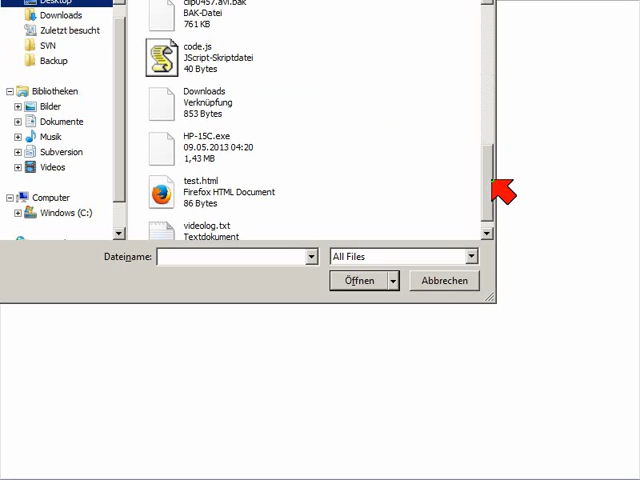 Desktop
Downloads
Zuletzt besucht
SVN
Backup
Bibliotheken
Bilder
Dokumente
Musik
Subversion
Videos
Computer
Windows (C:)
clip0457.avi.bak
BAK-Datei
761 KB
code.js
JScript-Skriptdatei
40 Bytes
Downloads
Verknüpfung
853 Bytes
HP-15C.exe
09.05.2013 04:20
1,43 MB
test.html
Firefox HTML Document
86 Bytes
videolog.txt
Textdokument
Dateiname:
All Files
Öffnen
Abbrechen